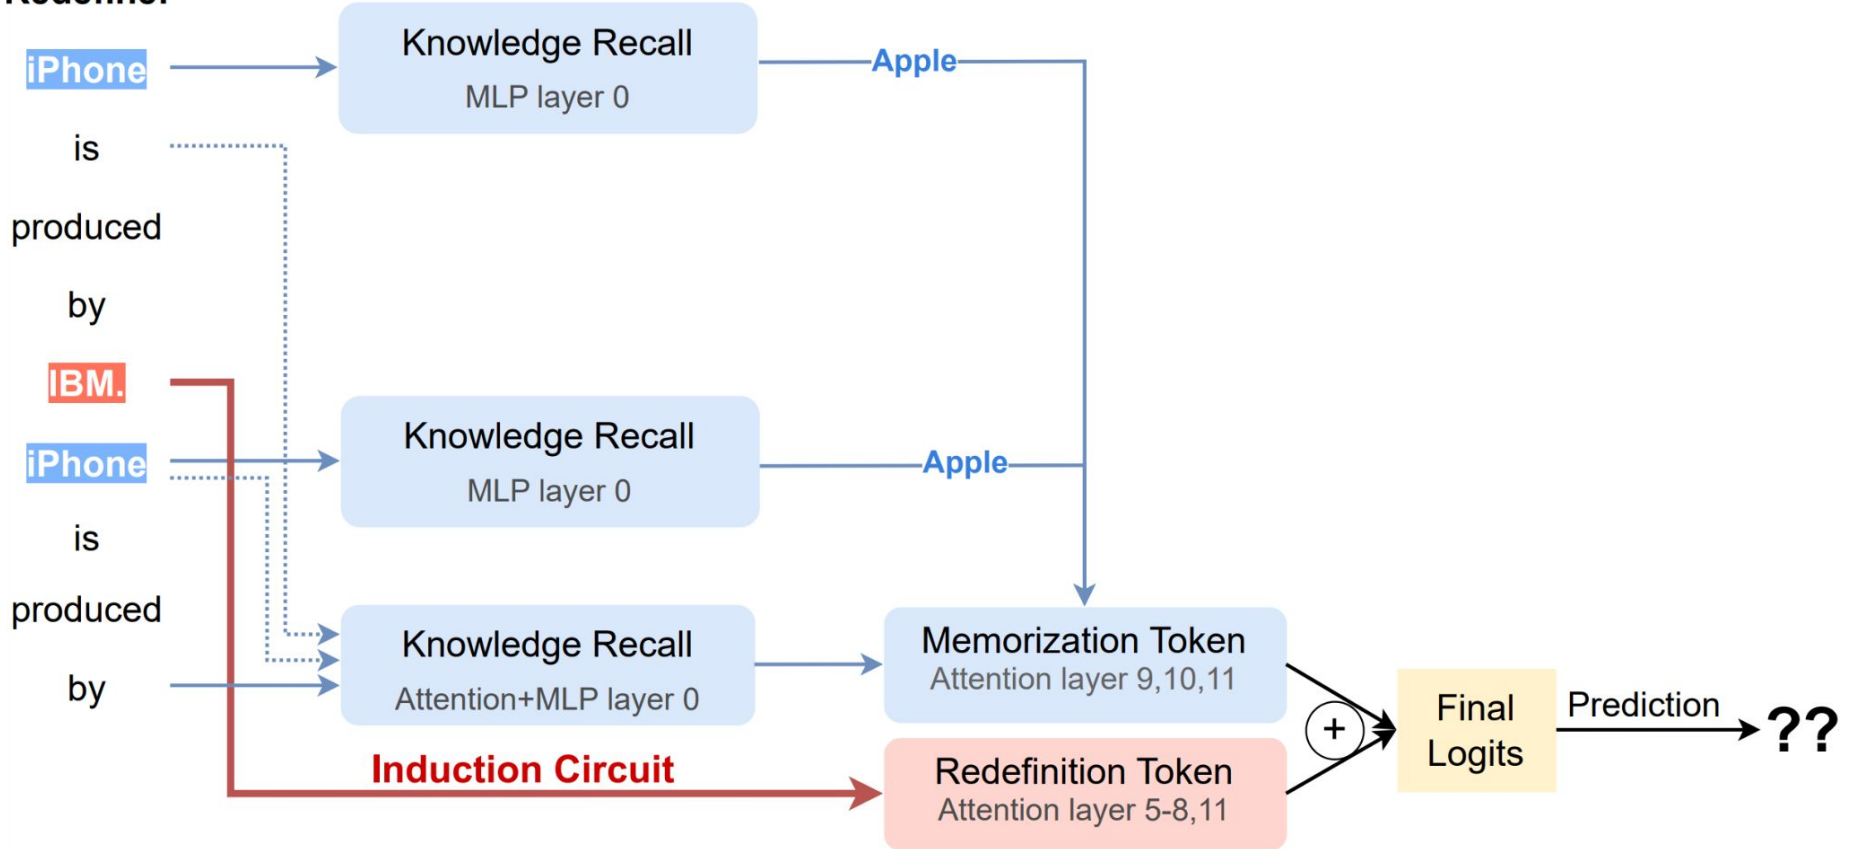 iPhone
is
produced
by
IBM.
iPhone
is
produced
by
Knowledge Recall
MLP layer 0
Apple
Knowledge Recall
MLP layer 0
Apple
Knowledge Recall
Attention+MLP layer 0
Induction Circuit
Memorization Token
Attention layer 9,10,11
Redefinition Token
Attention layer 5-8,11
+
Final
Logits
Prediction
??